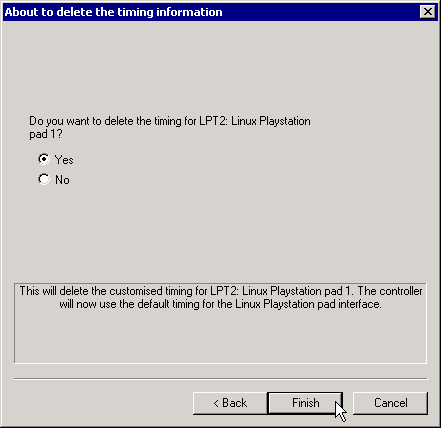 About to delete the timing information
Do you want to delete the timing for LPT2: Linux Playstation
pad 1?
Yes
No
This will delete the customised timing for LPT2: Linux Playstation pad 1. The controller
will now use the default timing for the Linux Playstation pad interface.
< Back
Finish
Cancel